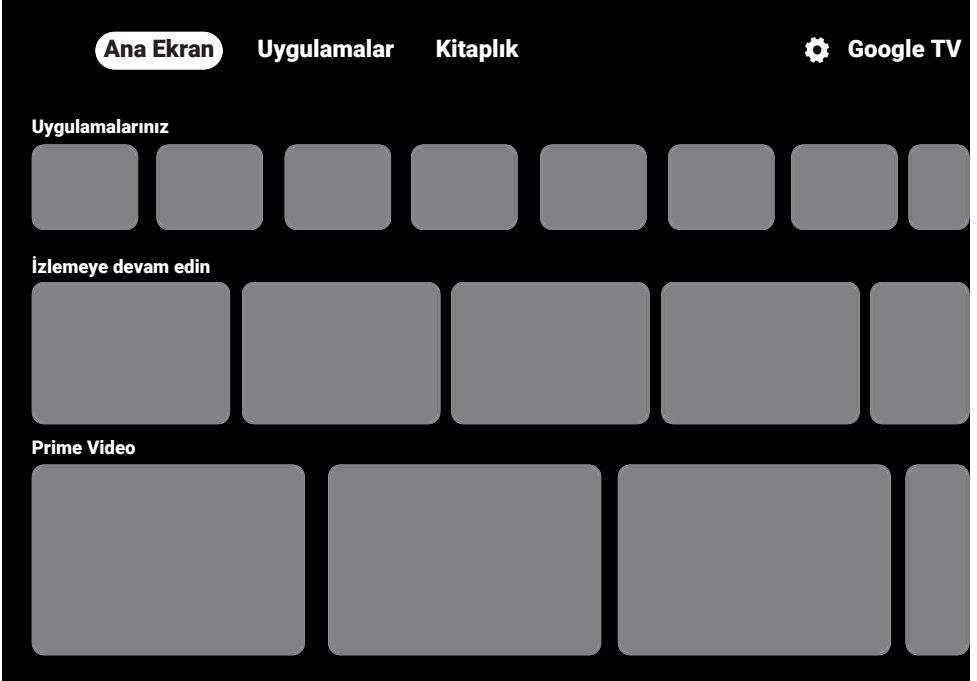 Ana Ekran Uygulamalar Kitaplık Google TV
Uygulamalarınız
İzlemeye devam edin
Prime Video